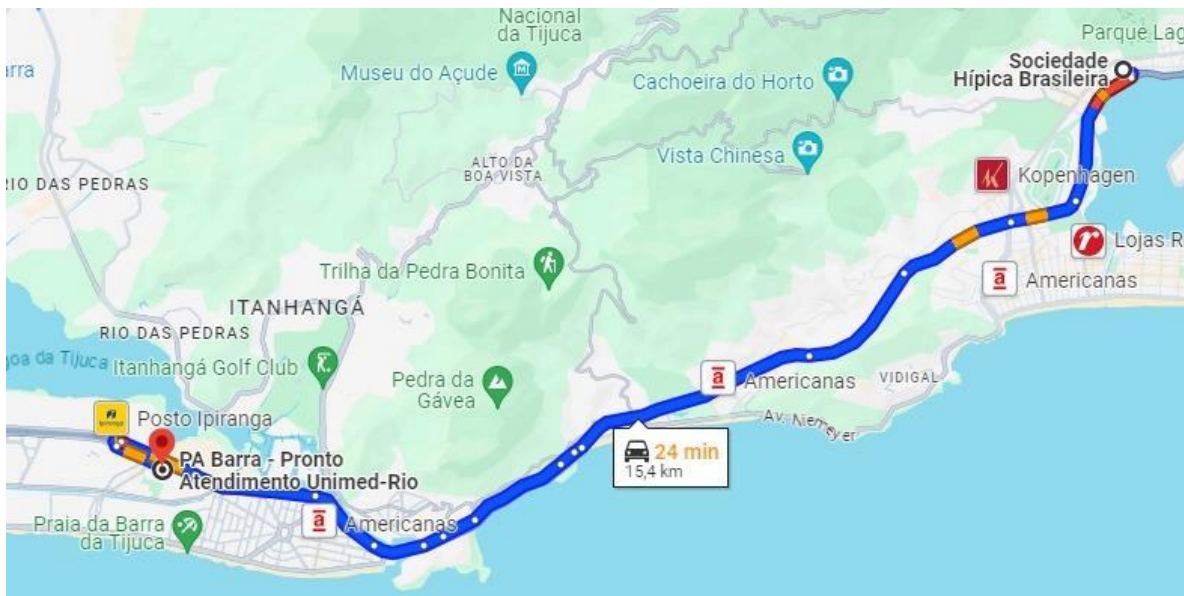 Nacional
da Tijuca
Parque Lag
arra
Museu do Açude
Cachoeira do Horto
Sociedade
Hípica Brasileira
Vista Chinesa
ALTO DA
BOA VISTA
RIO DAS PEDRAS
Kopenhagen
Lojas R
Trilha da Pedra Bonita
Americanas
ITANHANGÁ
RIO DAS PEDRAS
oa da Tijuca
Itanhangá Golf Club
Pedra da
Gávea
Americanas
VIDIGAL
Av. Niemeyer
Posto Ipiranga
24 min
15,4 km
PA Barra - Pronto
Atendimento Unimed-Rio
Praia da Barra
da Tijuca
Americanas